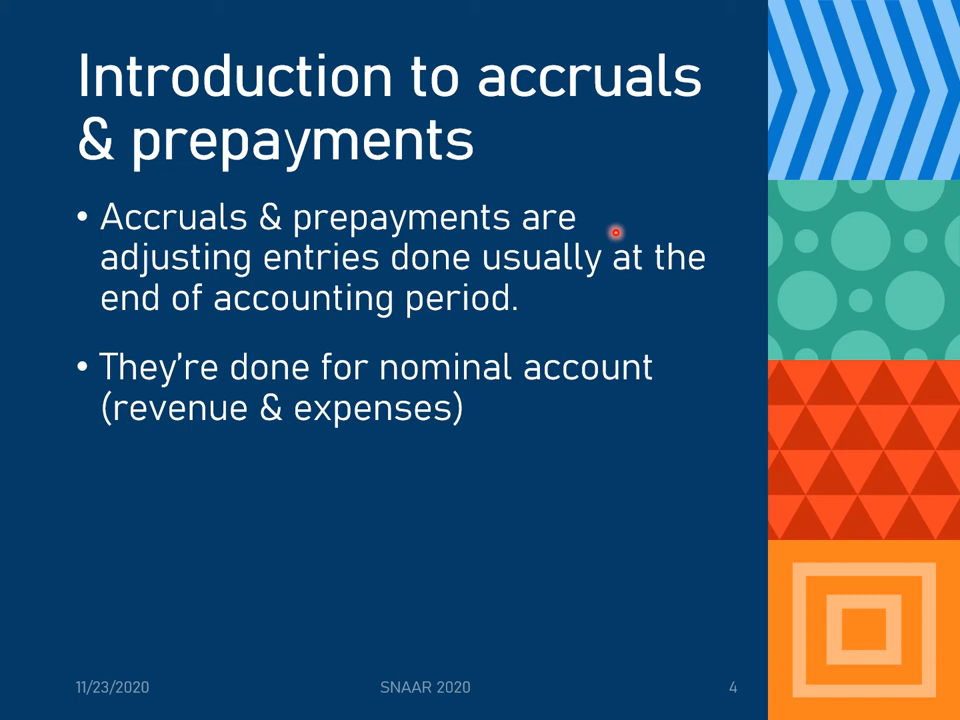 Introduction to accruals
& prepayments
• Accruals & prepayments are
adjusting entries done usually at the
end of accounting period.
• They're done for nominal account
(revenue & expenses)
11/23/2020
SNAAR 2020
4